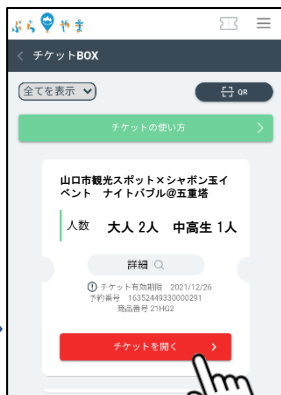 ぶらやま
チケットBOX
全てを表示
QR
チケットの使い方
山口市観光スポット×シャボン玉イ
ベント ナイトバブル@五重塔
人数 大人 2人 中高生 1人
詳細
チケット有効期限 2021/12/26
予約番号 16352449330000291
商品番号 21HG2
チケットを開く